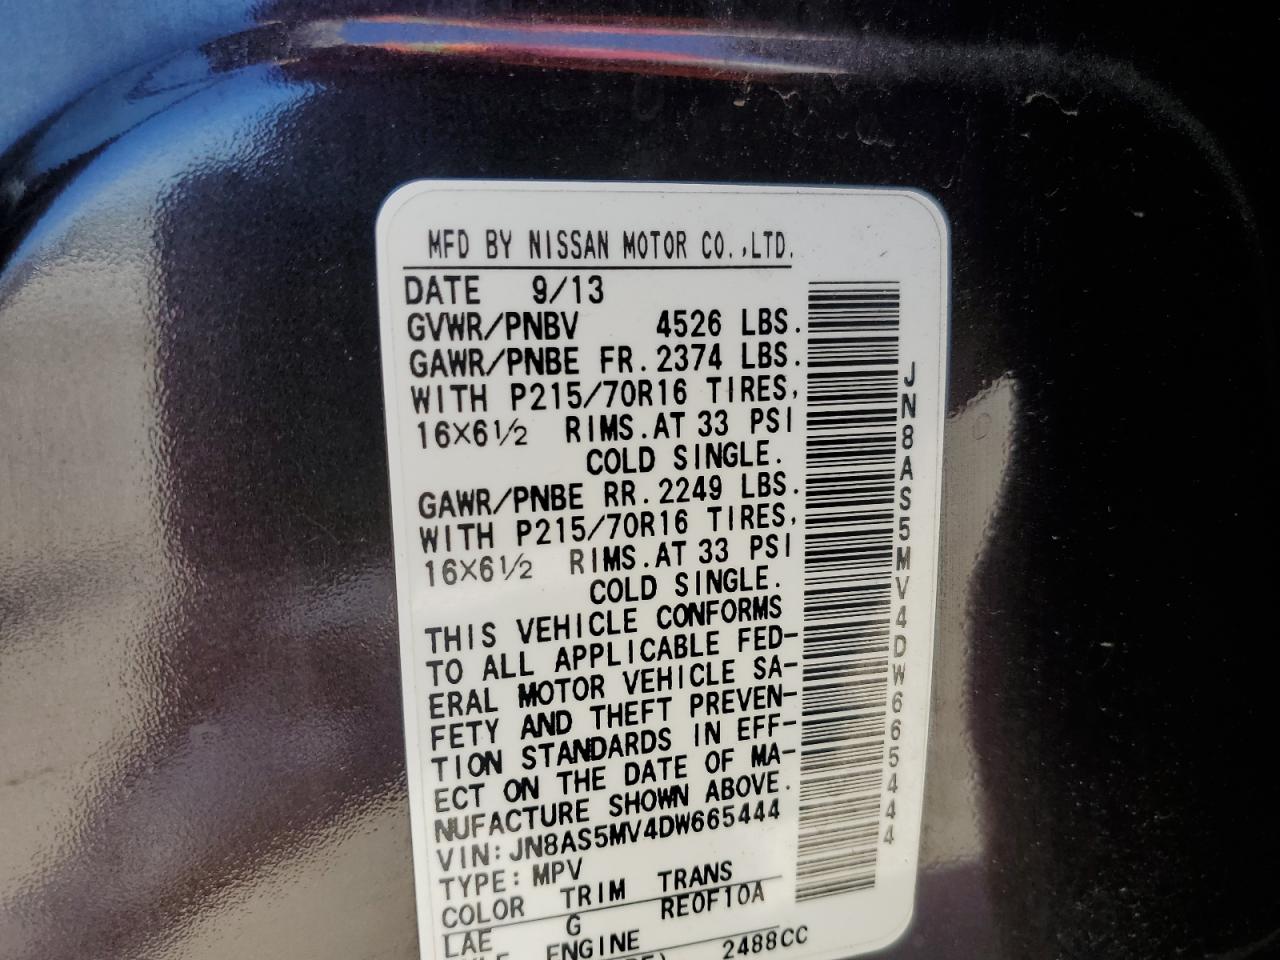 MFD BY NISSAN MOTOR CO.,LTD.
DATE 9/13
GVWR/PNBV 4526 LBS.
GAWR/PNBE FR. 2374 LBS.
WITH P215/70R16 TIRES,
16X6½ RIMS. AT 33 PSI
COLD SINGLE.
GAWR/PNBE RR. 2249 LBS.
WITH P215/70R16 TIRES,
16X6½ RIMS. AT 33 PSI
COLD SINGLE.
THIS VEHICLE CONFORMS
TO ALL APPLICABLE FED-
ERAL MOTOR VEHICLE SA-
FETY AND THEFT PREVEN-
TION STANDARDS IN EFF-
ECT ON THE DATE OF MA-
NUFACTURE SHOWN ABOVE.
VIN: JN8AS5MV4DW665444
TYPE: MPV
COLOR TRIM TRANS
LAE G RE0F10A
ENGINE 2488CC
JN8AS5MV4DW665444